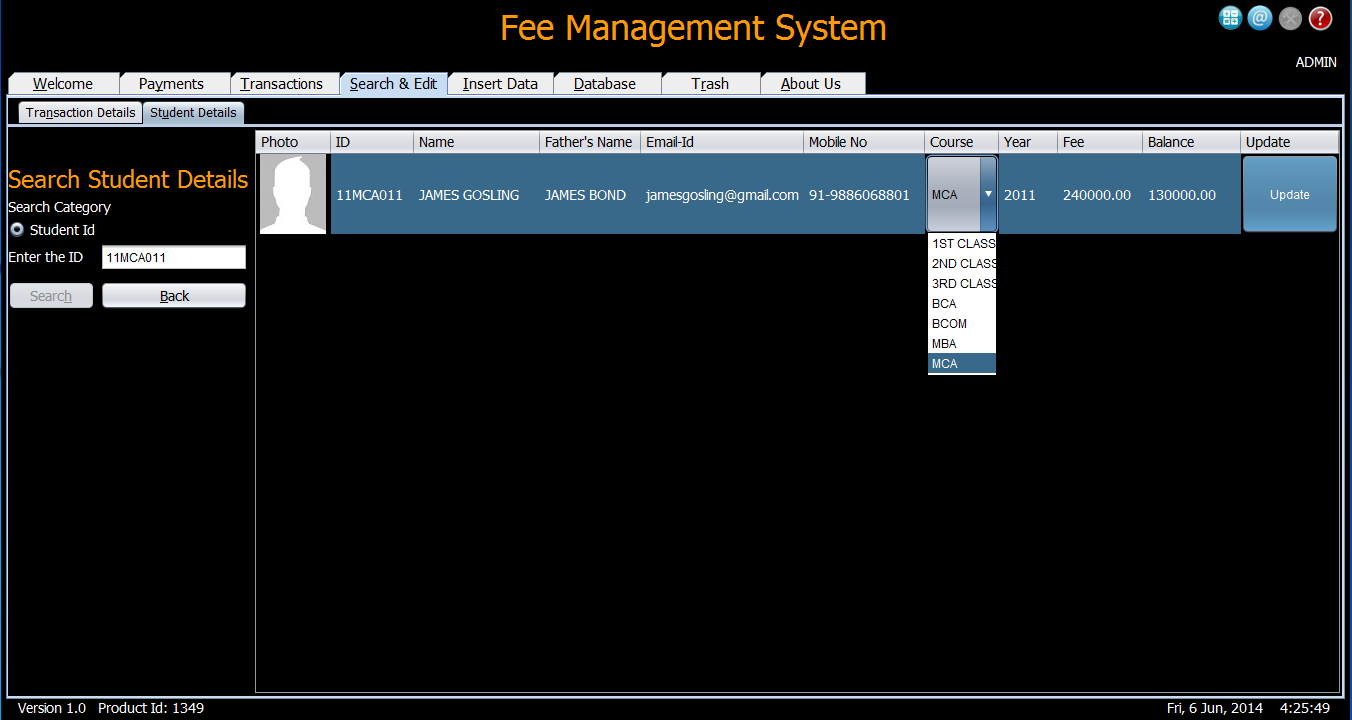 Fee Management System
ADMIN
Welcome Payments Transactions Search & Edit Insert Data Database Trash About Us
Transaction Details Student Details
Photo ID Name Father's Name Email-Id Mobile No Course Year Fee Balance Update
11MCA011 JAMES GOSLING JAMES BOND jamesgosling@gmail.com 91-9886068801 MCA 2011 240000.00 130000.00 Update
1ST CLASS
2ND CLASS
3RD CLASS
BCA
BCOM
MBA
MCA
Search Student Details
Search Category
Student Id
Enter the ID 11MCA011
Search Back
Version 1.0 Product Id: 1349 Fri, 6 Jun, 2014 4:25:49